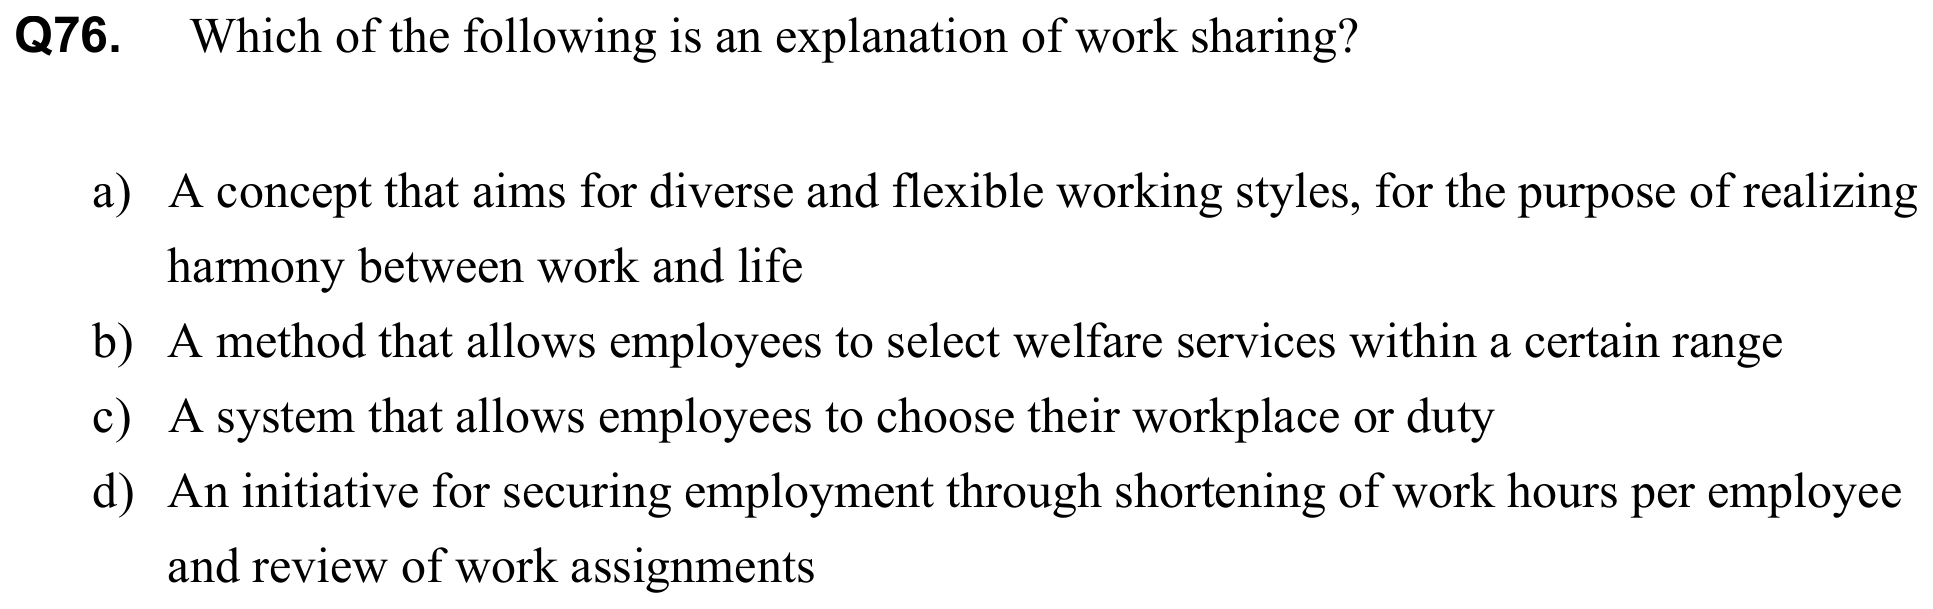 Q76. Which of the following is an explanation of work sharing?
a) A concept that aims for diverse and flexible working styles, for the purpose of realizing
harmony between work and life
b) A method that allows employees to select welfare services within a certain range
c) A system that allows employees to choose their workplace or duty
d) An initiative for securing employment through shortening of work hours per employee
and review of work assignments